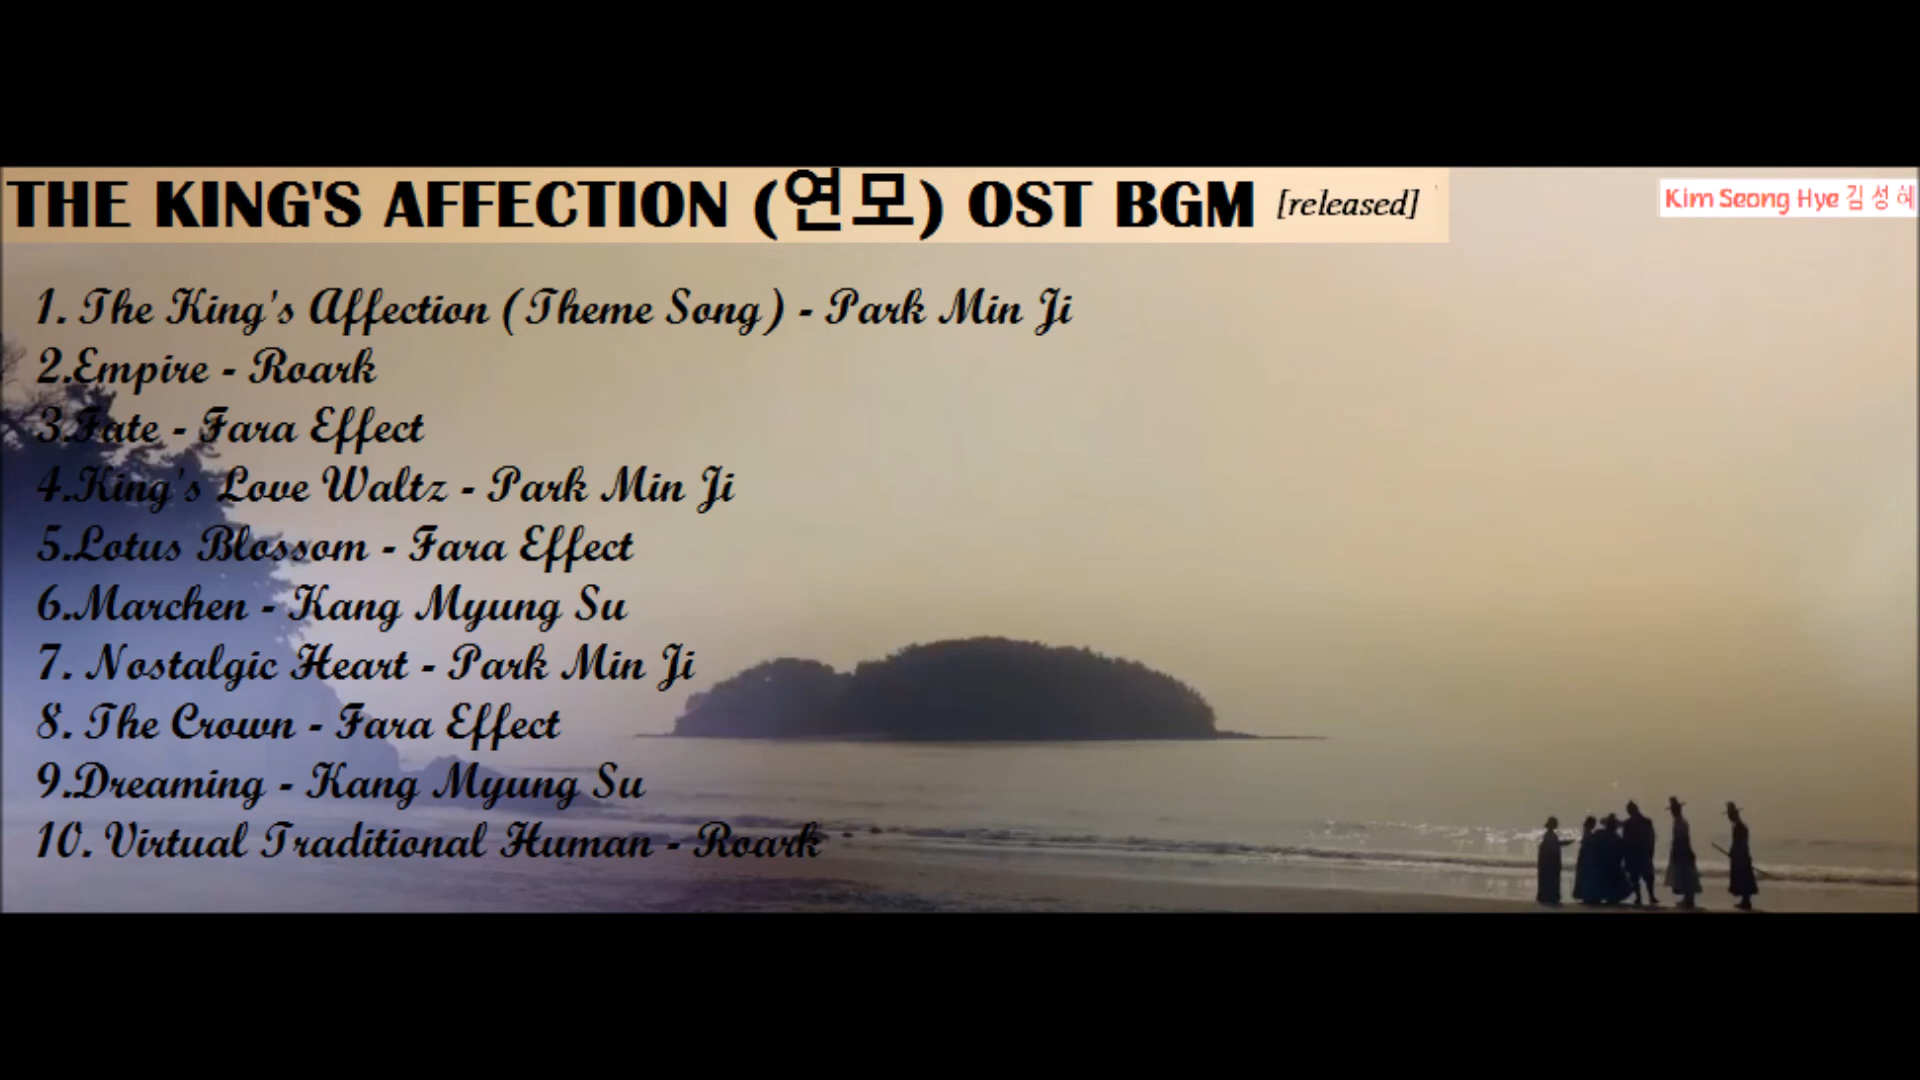 THE KING'S AFFECTION (연모) OST BGM [released]
Kim Seong Hye 김성혜
1. The King's Affection (Theme Song) - Park Min Ji
2.Empire - Roark
3.Fate - Fara Effect
4.King's Love Waltz - Park Min Ji
5.Lotus Blossom - Fara Effect
6.Marchen - Kang Myung Su
7. Nostalgic Heart - Park Min Ji
8. The Crown - Fara Effect
9.Dreaming - Kang Myung Su
10. Virtual Traditional Human - Roark